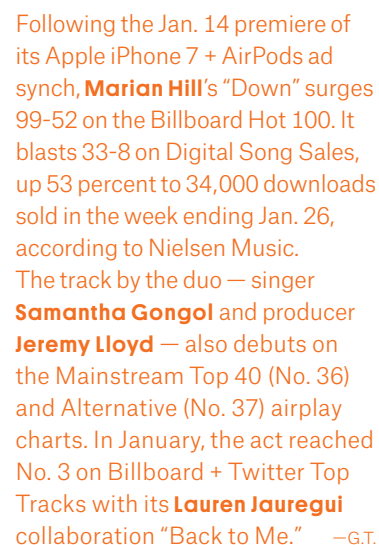 Following the Jan. 14 premiere of
its Apple iPhone 7 + AirPods ad
synch, Marian Hill’s “Down” surges
99-52 on the Billboard Hot 100. It
blasts 33-8 on Digital Song Sales,
up 53 percent to 34,000 downloads
sold in the week ending Jan. 26,
according to Nielsen Music.
The track by the duo — singer
Samantha Gongol and producer
Jeremy Lloyd — also debuts on
the Mainstream Top 40 (No. 36)
and Alternative (No. 37) airplay
charts. In January, the act reached
No. 3 on Billboard + Twitter Top
Tracks with its Lauren Jauregui
collaboration “Back to Me.” —G.T.